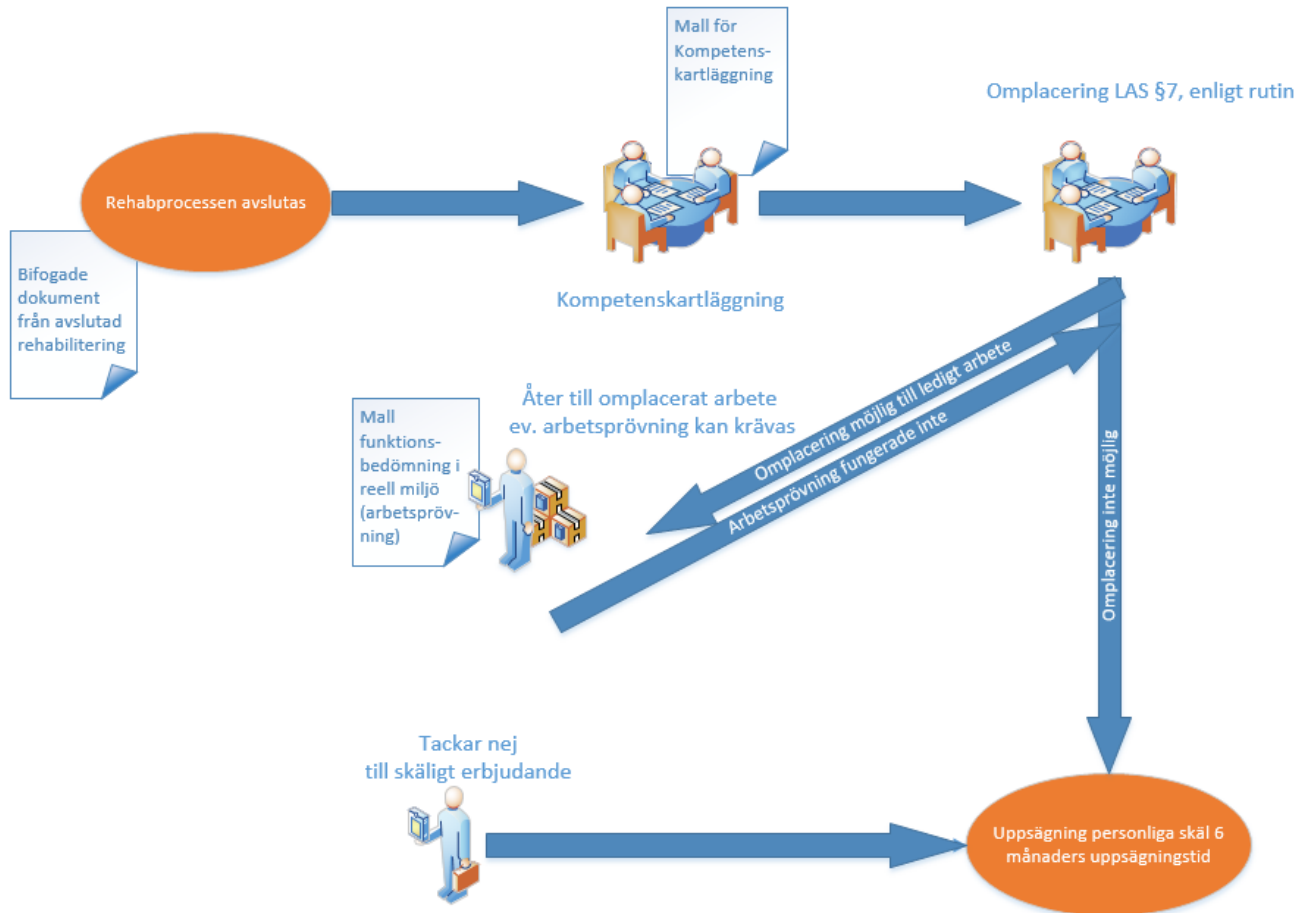 Mall för
Kompetens-
kartläggning
Omplacering LAS §7, enligt rutin
Rehabprocessen avslutas
Bifogade
dokument
från avslutad
rehabilitering
Kompetenskartläggning
Åter till omplacerat arbete
ev. arbetsprövning kan krävas
Mall
funktions-
bedömning i
reell miljö
(arbetspröv-
ning)
Omplacering möjlig till ledigt arbete
Arbetsprövning fungerade inte
Omplacering inte möjlig
Tackar nej
till skäligt erbjudande
Uppsägning personliga skäl 6
månaders uppsägningstid